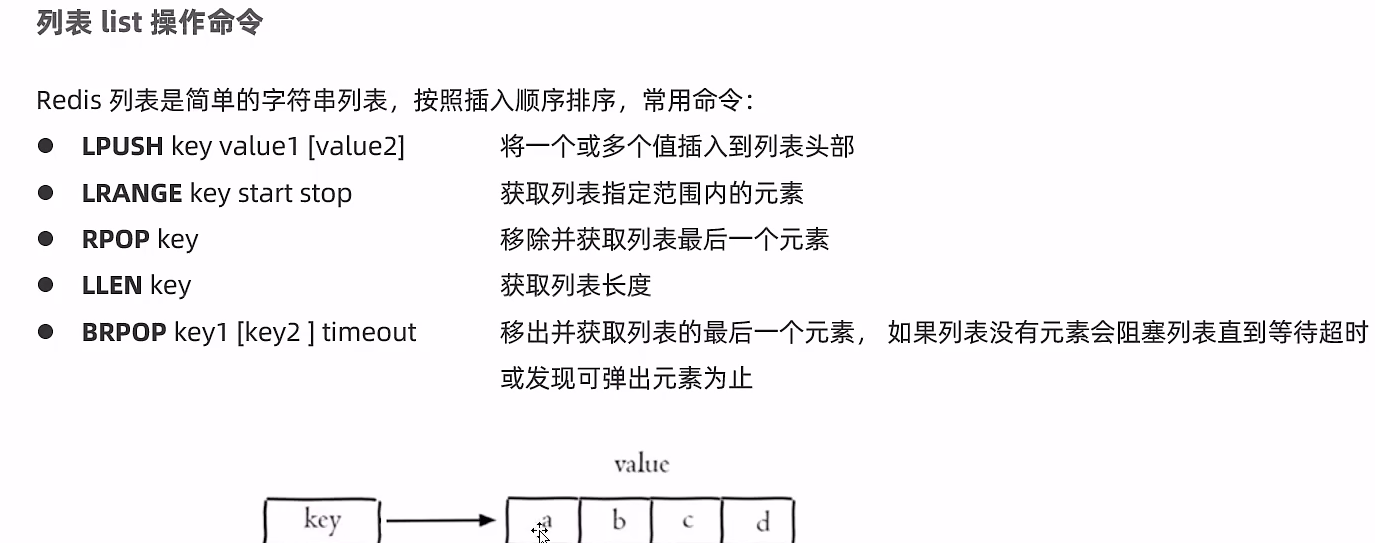 列表 list 操作命令
Redis 列表是简单的字符串列表，按照插入顺序排序，常用命令：
● LPUSH key value1 [value2] 将一个或多个值插入到列表头部
● LRANGE key start stop 获取列表指定范围内的元素
● RPOP key 移除并获取列表最后一个元素
● LLEN key 获取列表长度
● BRPOP key1 [key2 ] timeout 移出并获取列表的最后一个元素， 如果列表没有元素会阻塞列表直到等待超时
或发现可弹出元素为止
value
key a b c d